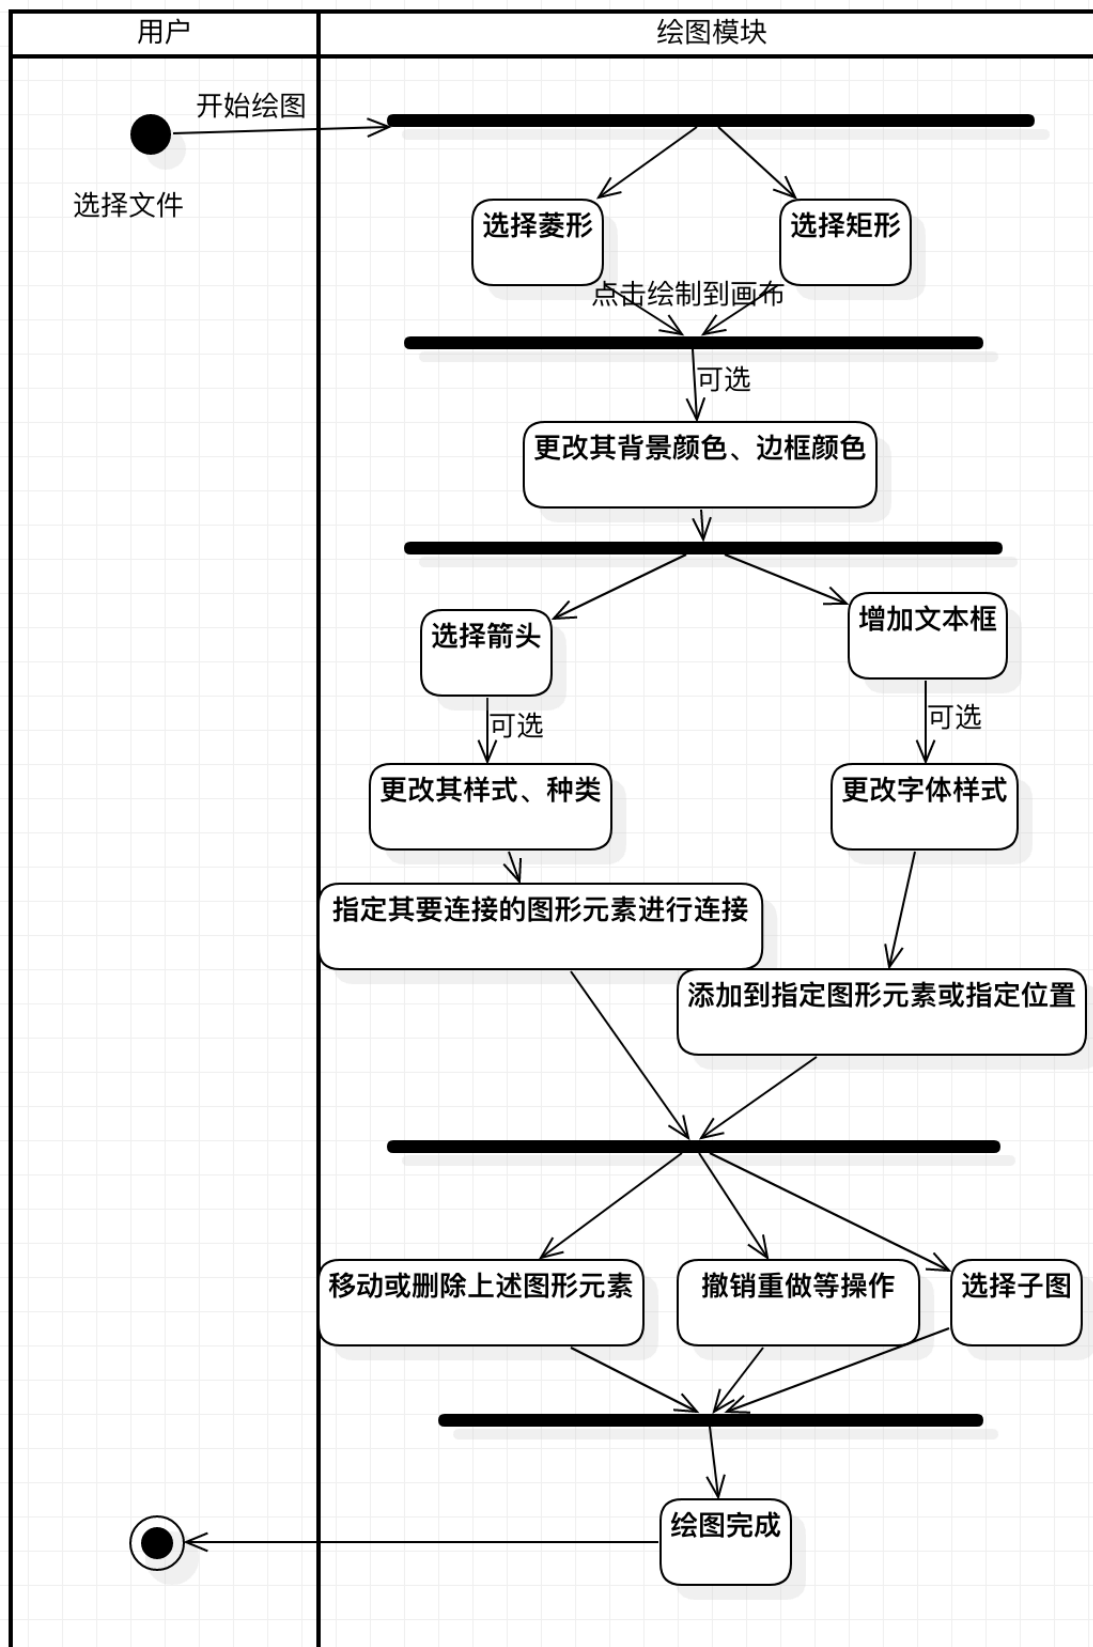 用户
绘图模块
开始绘图
选择文件
选择菱形
选择矩形
点击绘制到画布
可选
更改其背景颜色、边框颜色
选择箭头
增加文本框
可选
可选
更改其样式、种类
更改字体样式
指定其要连接的图形元素进行连接
添加到指定图形元素或指定位置
移动或删除上述图形元素
撤销重做等操作
选择子图
绘图完成